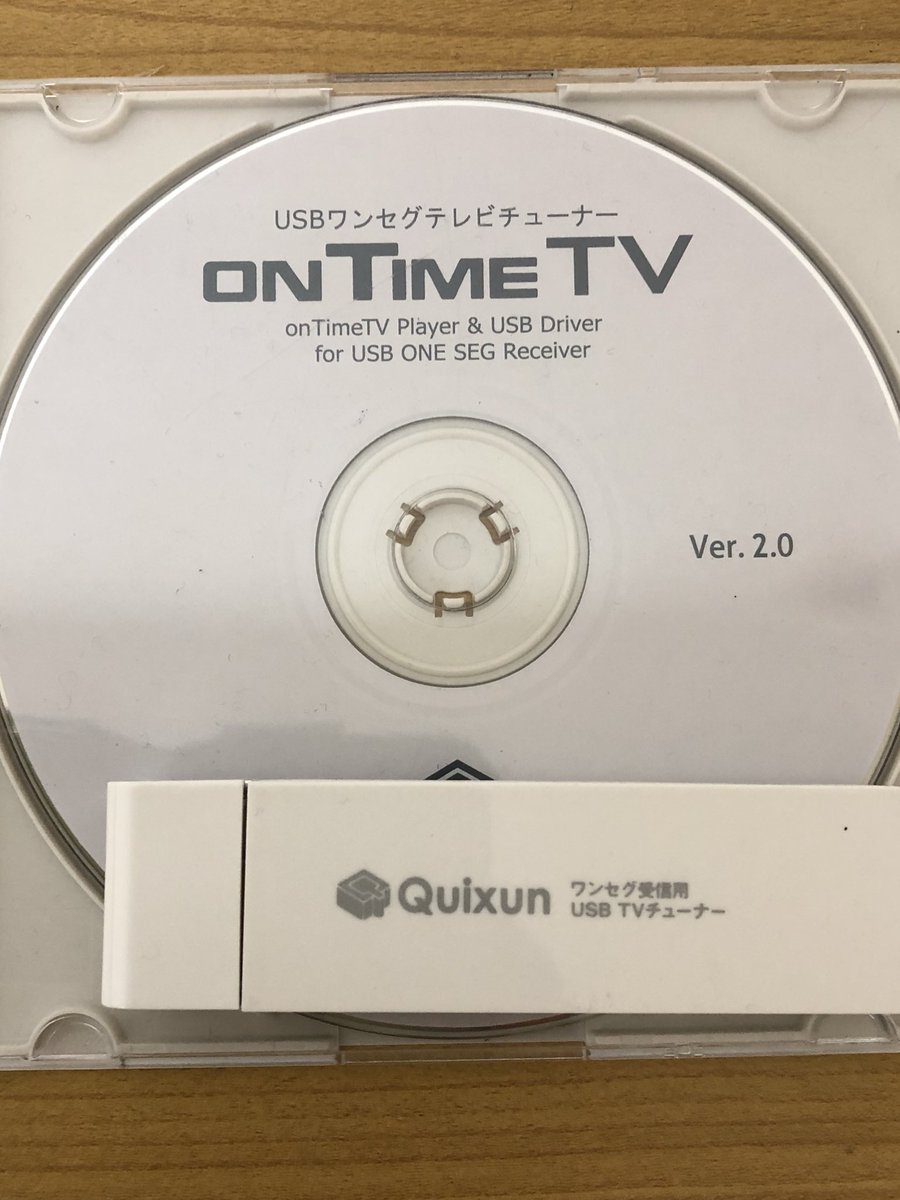 USBワンセグテレビチューナー
ONTIMETV
onTimeTV Player & USB Driver
for USB ONE SEG Receiver
Ver. 2.0
Quixun
ワンセグ受信用
USB TVチューナー